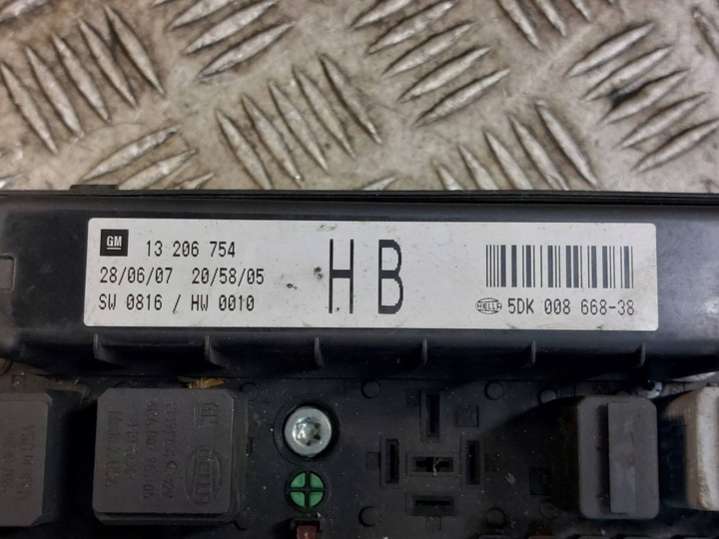 GM 13 206 754
28/06/07 20/58/05
SW 0816 / HW 0010
HB
HELLA 5DK 008 668-38